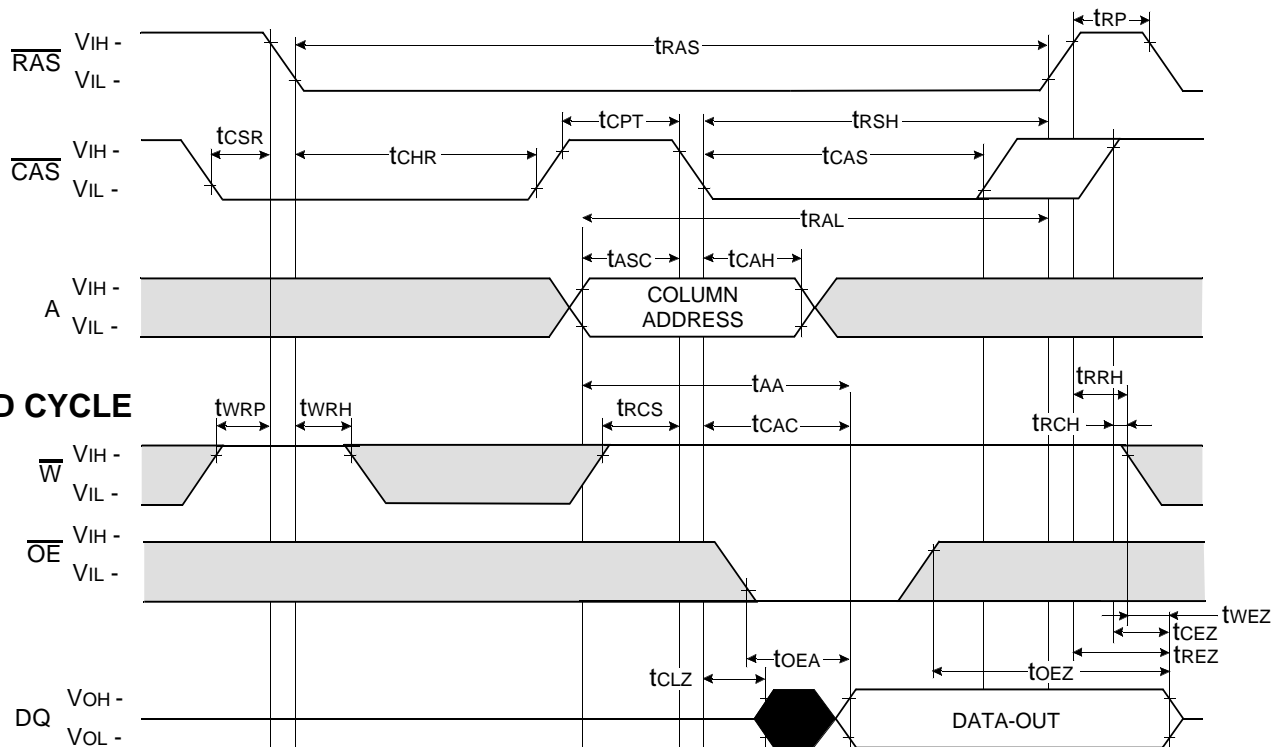 tRP
VIH -
RAS
tRAS
VIL -
tCPT
tRSH
tCSR
VIH -
CAS
tCHR
tCAS
VIL -
tRAL
tASC
tCAH
VIH -
A
COLUMN
ADDRESS
VIL -
tAA
tRRH
D CYCLE
tWRP
tWRH
tRCS
tCAC
tRCH
VIH -
W
VIL -
VIH -
OE
VIL -
tWEZ
tCEZ
tOEA
tREZ
tOEZ
tCLZ
VOH -
DQ
DATA-OUT
VOL -